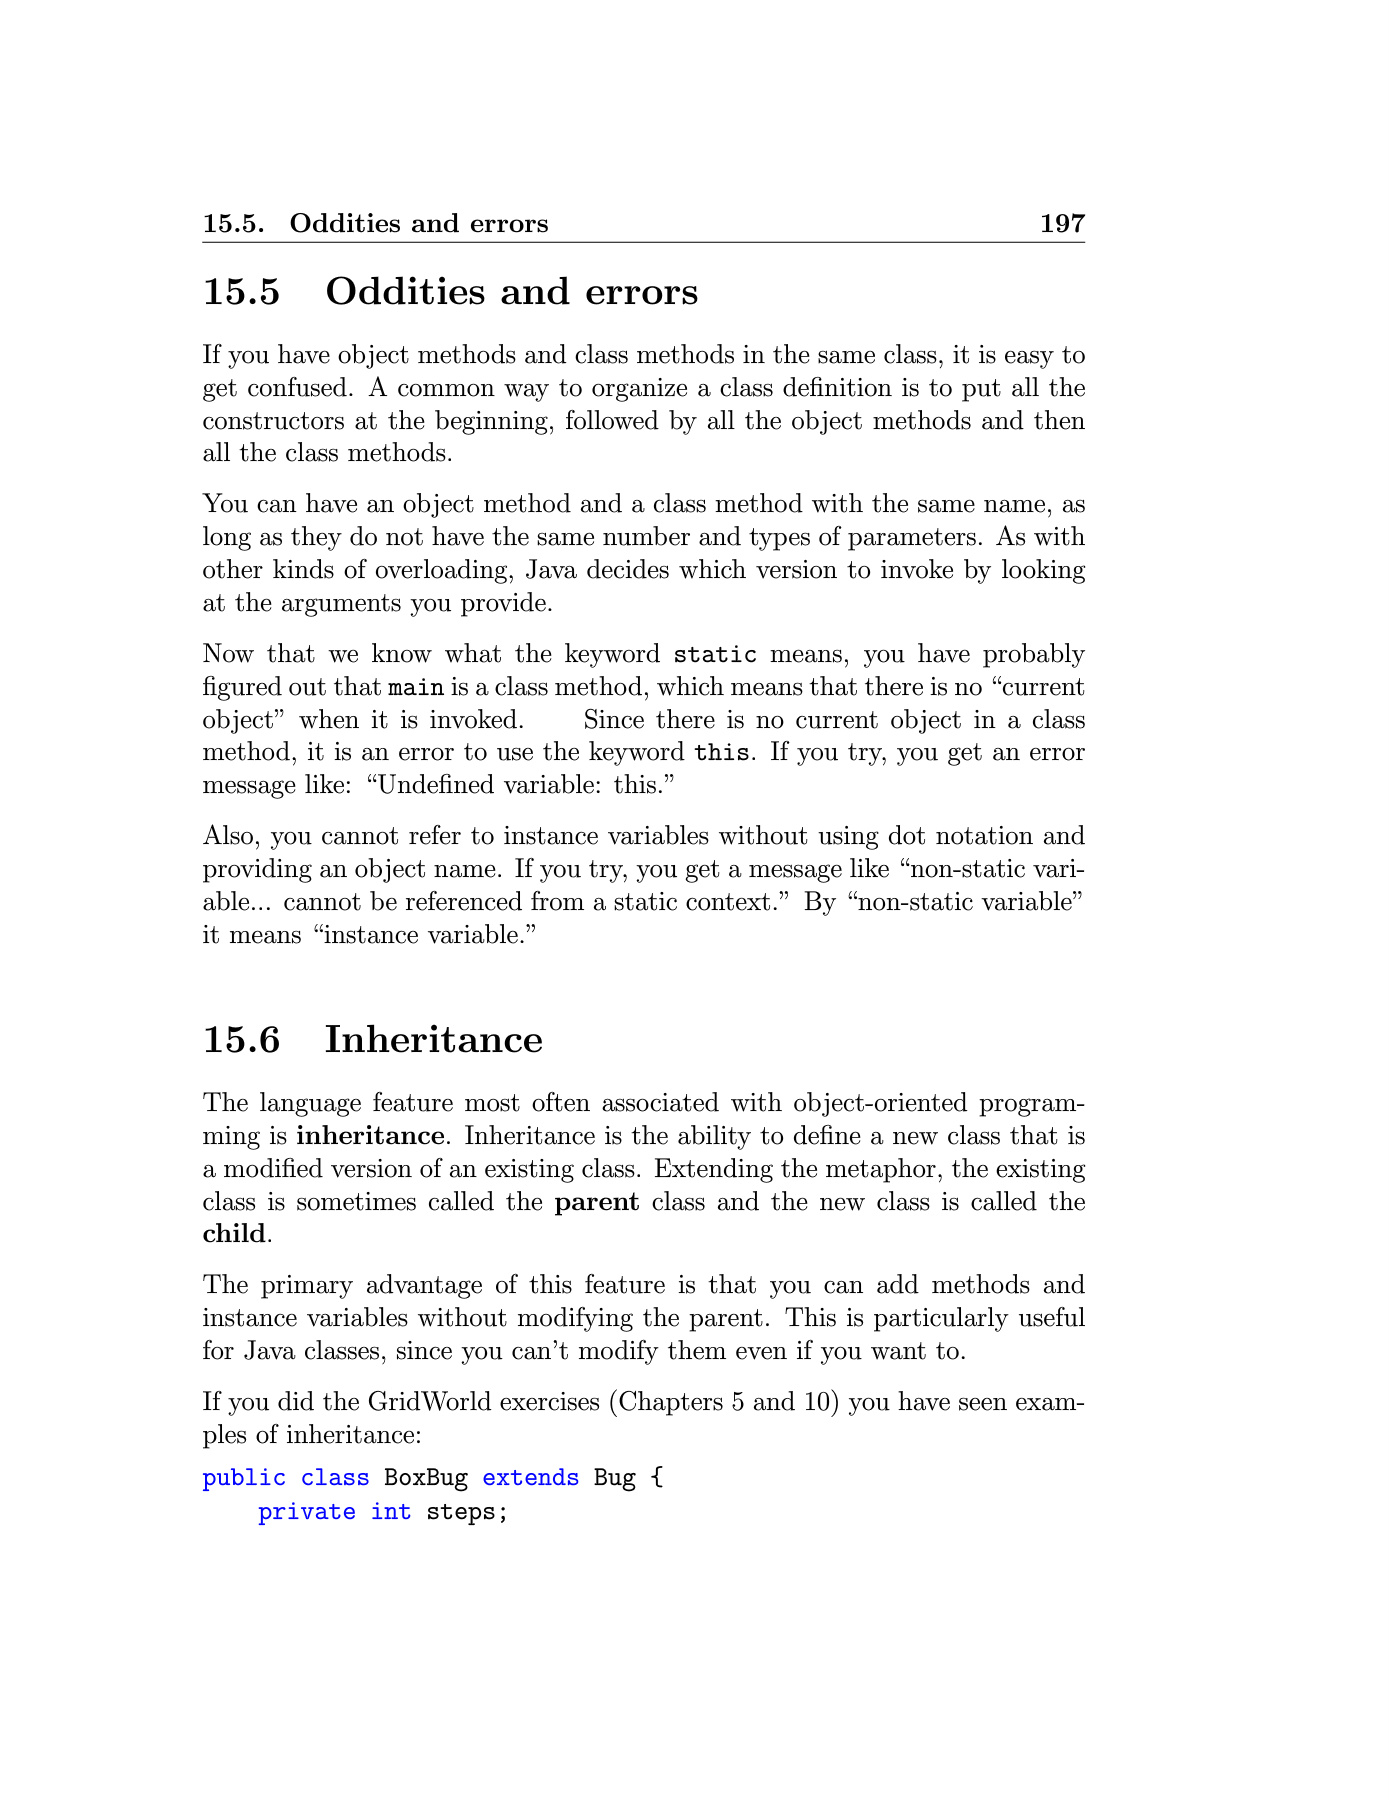 15.5. Oddities and errors 197
15.5 Oddities and errors
If you have object methods and class methods in the same class, it is easy to
get confused. A common way to organize a class definition is to put all the
constructors at the beginning, followed by all the object methods and then
all the class methods.
You can have an object method and a class method with the same name, as
long as they do not have the same number and types of parameters. As with
other kinds of overloading, Java decides which version to invoke by looking
at the arguments you provide.
Now that we know what the keyword static means, you have probably
figured out that main is a class method, which means that there is no “current
object” when it is invoked. Since there is no current object in a class
method, it is an error to use the keyword this. If you try, you get an error
message like: “Undefined variable: this.”
Also, you cannot refer to instance variables without using dot notation and
providing an object name. If you try, you get a message like “non-static vari-
able... cannot be referenced from a static context.” By “non-static variable”
it means “instance variable.”
15.6 Inheritance
The language feature most often associated with object-oriented program-
ming is inheritance. Inheritance is the ability to define a new class that is
a modified version of an existing class. Extending the metaphor, the existing
class is sometimes called the parent class and the new class is called the
child.
The primary advantage of this feature is that you can add methods and
instance variables without modifying the parent. This is particularly useful
for Java classes, since you can’t modify them even if you want to.
If you did the GridWorld exercises (Chapters 5 and 10) you have seen exam-
ples of inheritance:
public class BoxBug extends Bug {
    private int steps;